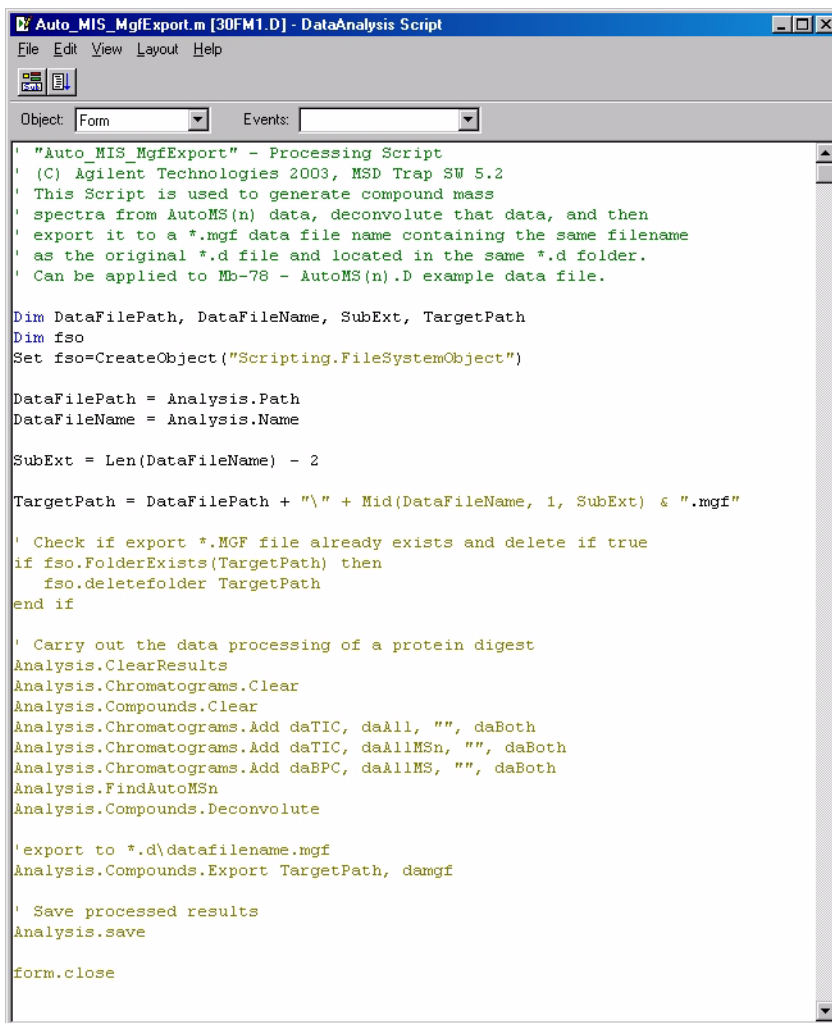 Auto_MIS_MgfExport.m [30FM1.D] - DataAnalysis Script
File Edit View Layout Help
Sub
Object: Form Events:
' "Auto_MIS_MgfExport" - Processing Script
' (C) Agilent Technologies 2003, MSD Trap SW 5.2
' This Script is used to generate compound mass
' spectra from AutoMS(n) data, deconvolute that data, and then
' export it to a *.mgf data file name containing the same filename
' as the original *.d file and located in the same *.d folder.
' Can be applied to Mb-78 - AutoMS(n).D example data file.
Dim DataFilePath, DataFileName, SubExt, TargetPath
Dim fso
Set fso=CreateObject("Scripting.FileSystemObject")
DataFilePath = Analysis.Path
DataFileName = Analysis.Name
SubExt = Len(DataFileName) - 2
TargetPath = DataFilePath + "\" + Mid(DataFileName, 1, SubExt) & ".mgf"
' Check if export *.MGF file already exists and delete if true
if fso.FolderExists(TargetPath) then
fso.deletefolder TargetPath
end if
' Carry out the data processing of a protein digest
Analysis.ClearResults
Analysis.Chromatograms.Clear
Analysis.Compounds.Clear
Analysis.Chromatograms.Add daTIC, daAll, "", daBoth
Analysis.Chromatograms.Add daTIC, daAllMSn, "", daBoth
Analysis.Chromatograms.Add daBPC, daAllMS, "", daBoth
Analysis.FindAutoMSn
Analysis.Compounds.Deconvolute
'export to *.d\datafilename.mgf
Analysis.Compounds.Export TargetPath, damgf
' Save processed results
Analysis.save
form.close